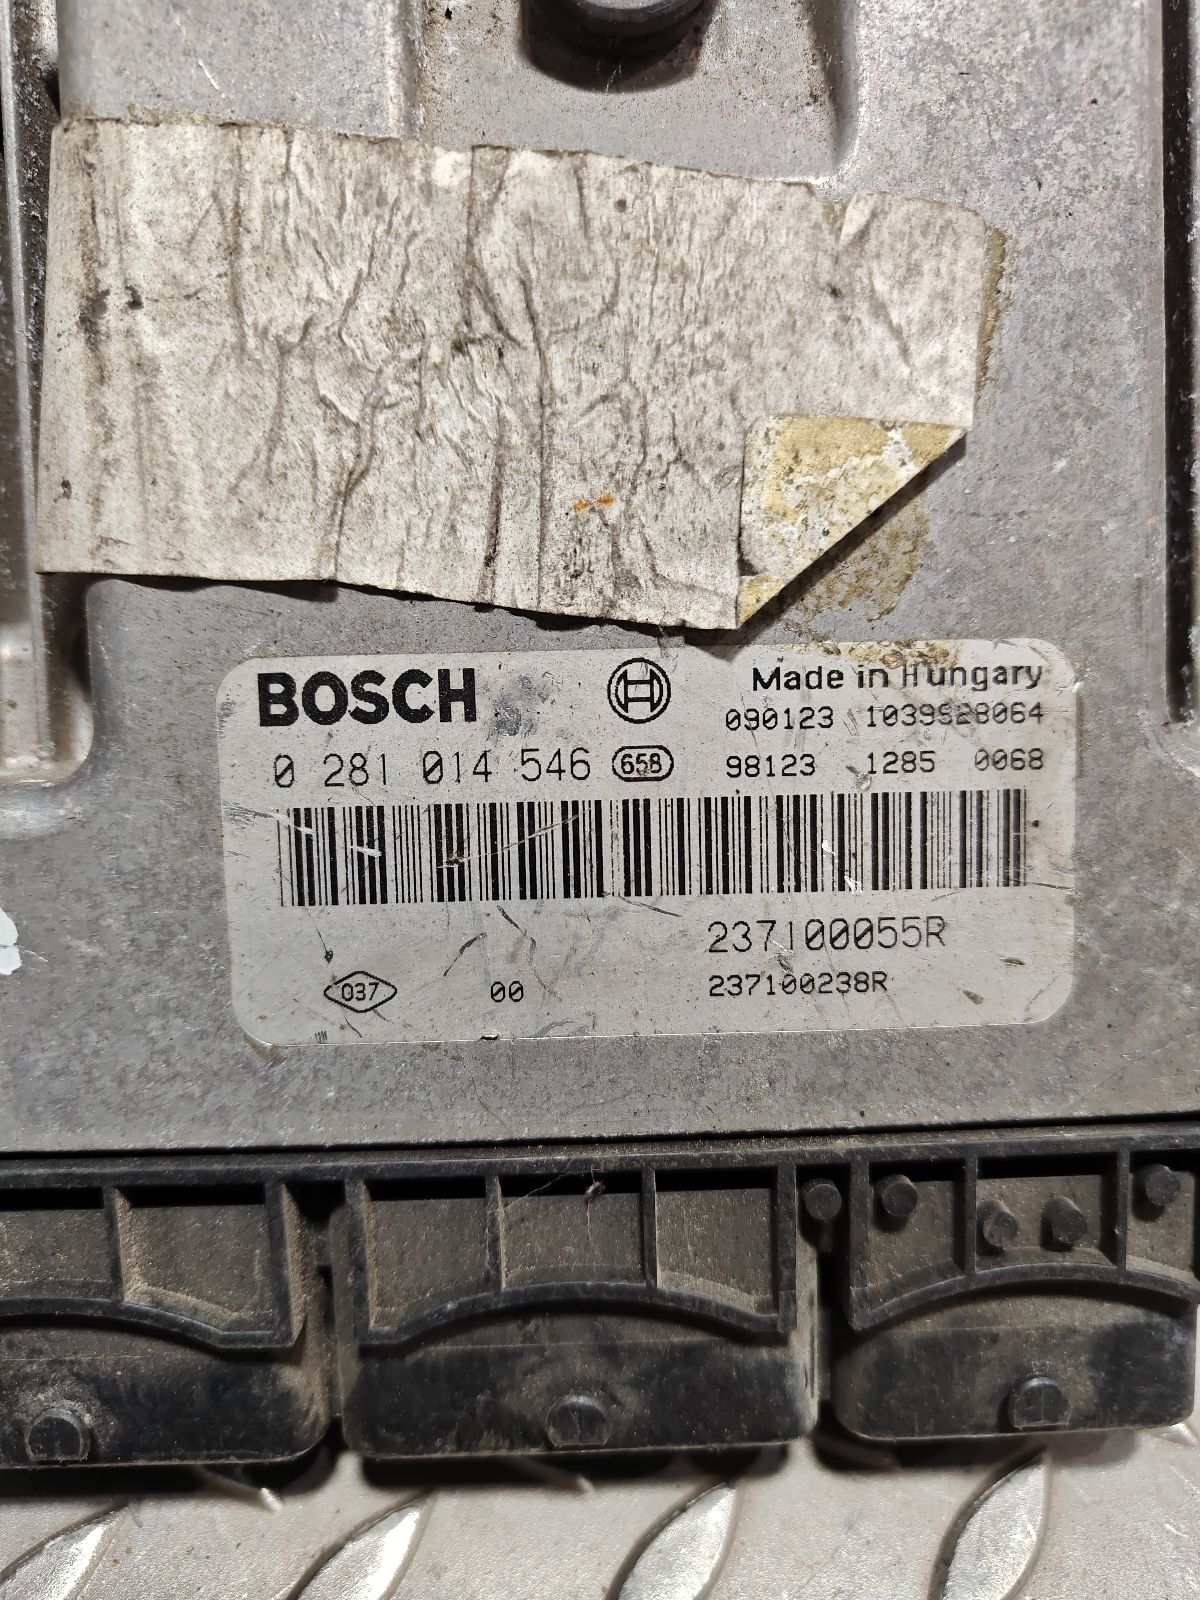 BOSCH Made in Hungary
090123 1039S28064
0 281 014 546 658 98123 1285 0068
237100055R
037 00 237100238R